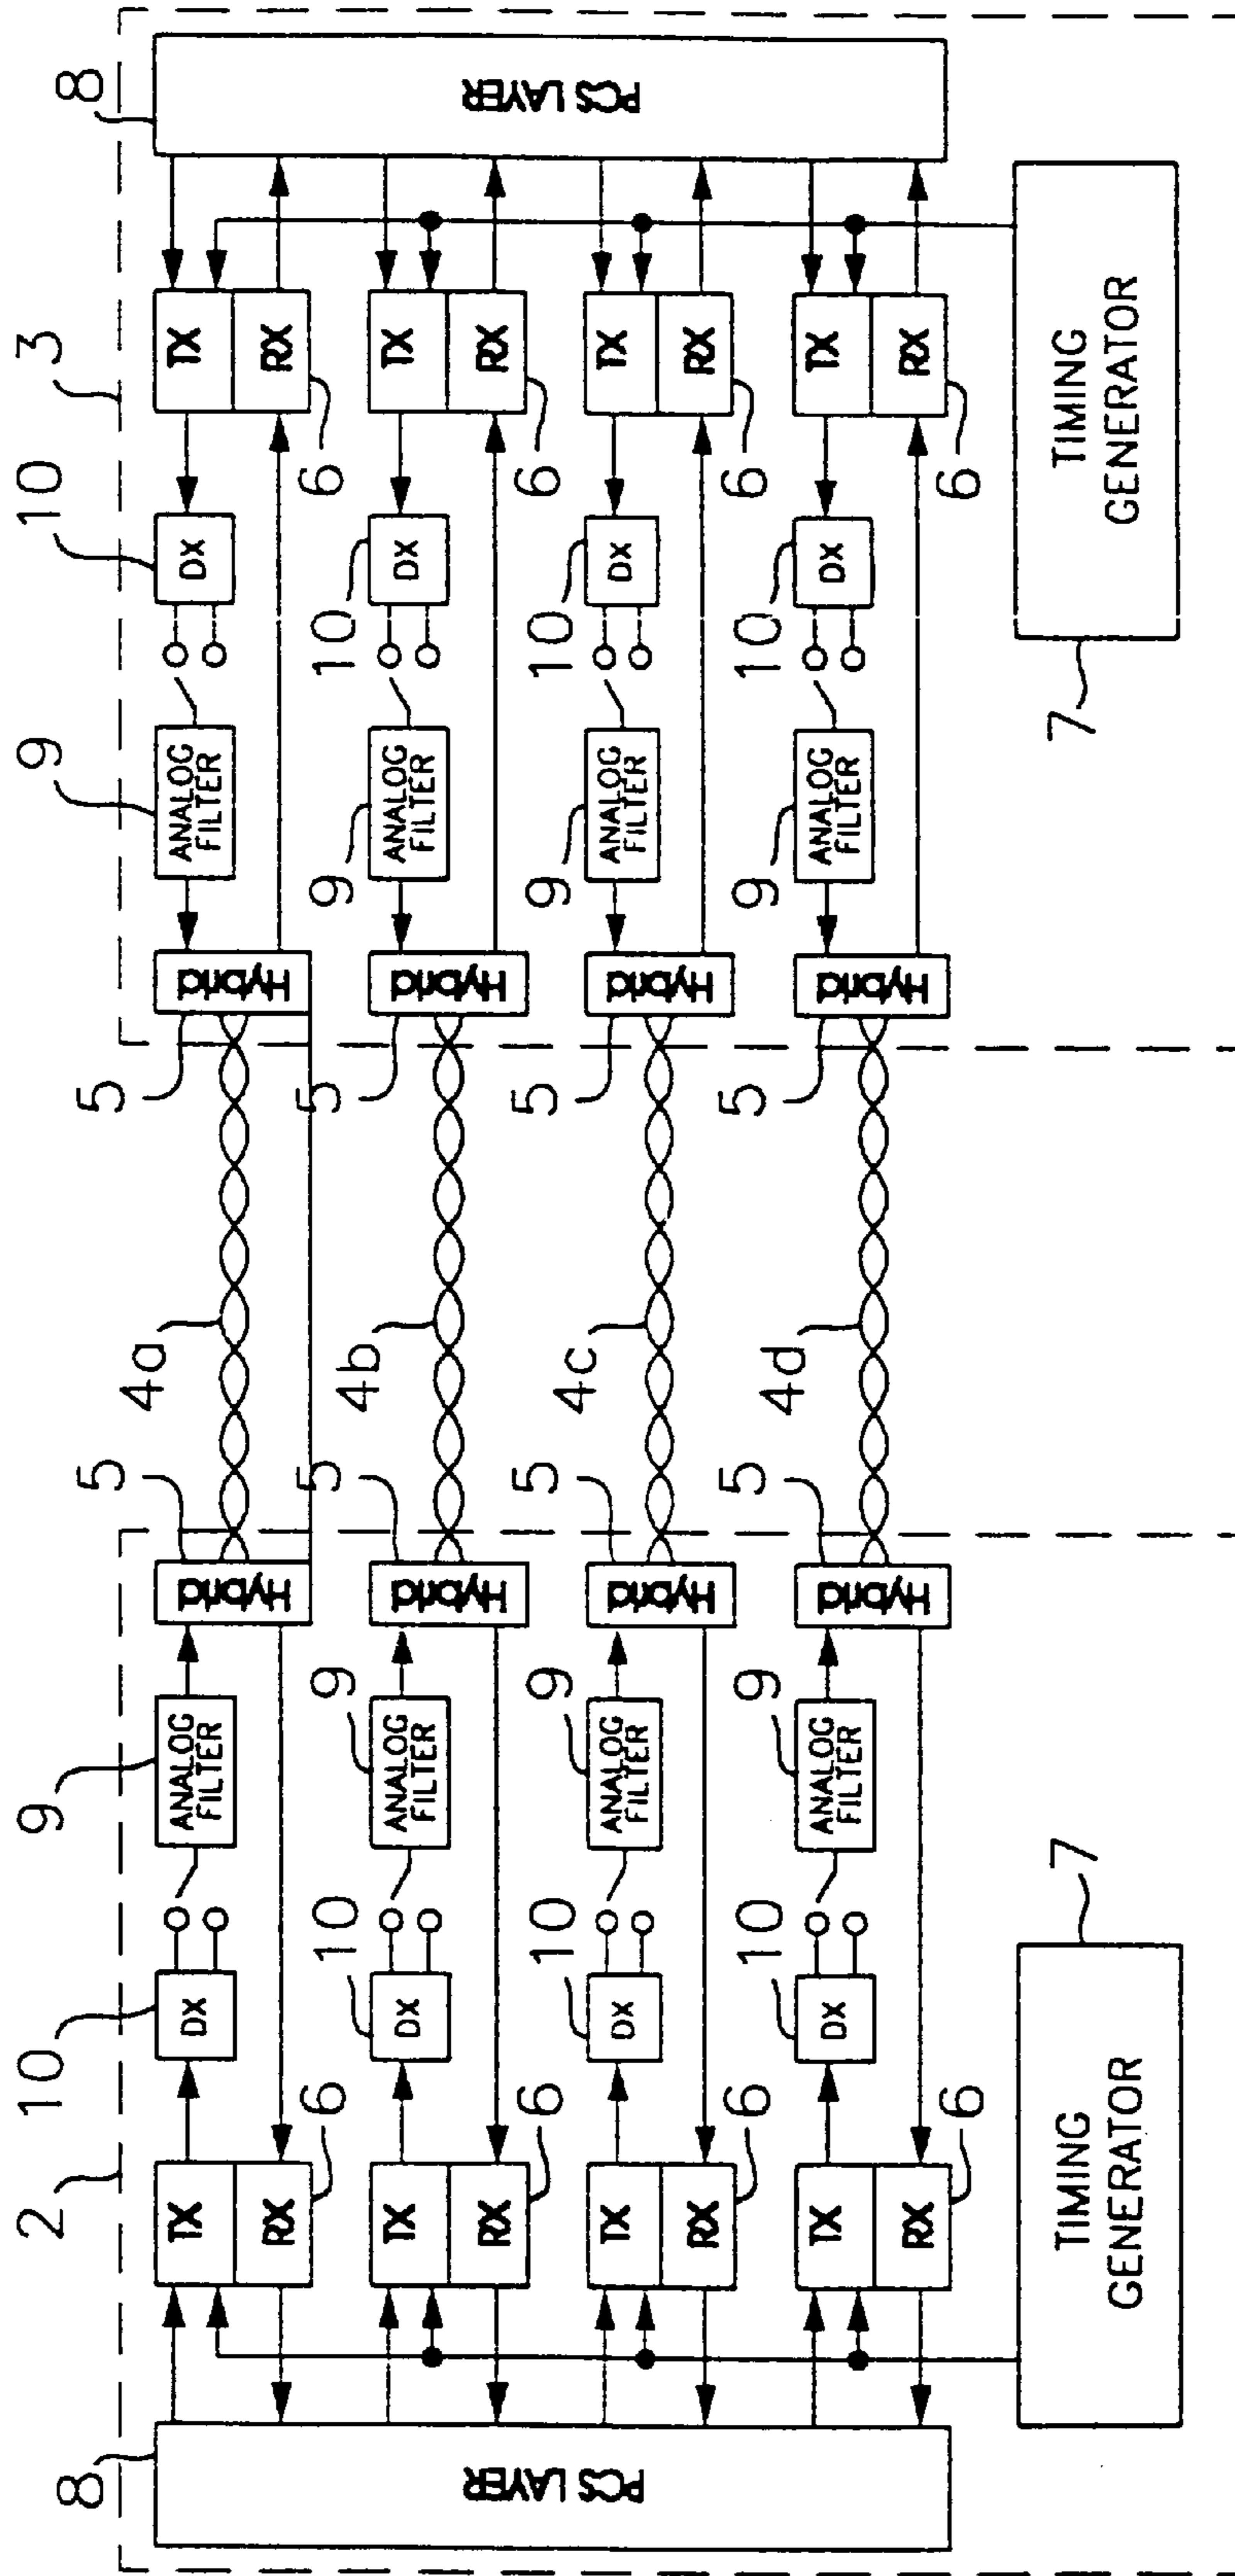 2 10 9 9 10 3
8 5 4a 5 8
TX DX ANALOG FILTER Hybrid Hybrid ANALOG FILTER DX TX
RX RX
6 10 9 5 4b 5 9 10 6
TX DX ANALOG FILTER Hybrid Hybrid ANALOG FILTER DX TX
RX RX
PCS LAYER PCS LAYER
6 10 9 5 4c 5 9 10 6
TX DX ANALOG FILTER Hybrid Hybrid ANALOG FILTER DX TX
RX RX
6 10 9 5 4d 5 9 10 6
TX DX ANALOG FILTER Hybrid Hybrid ANALOG FILTER DX TX
RX RX
6 6
TIMING GENERATOR 7 7 TIMING GENERATOR